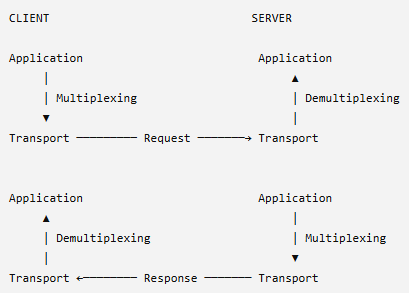 CLIENT SERVER
Application Application
Multiplexing Demultiplexing
Transport Request Transport
Application Application
Demultiplexing Multiplexing
Transport Response Transport